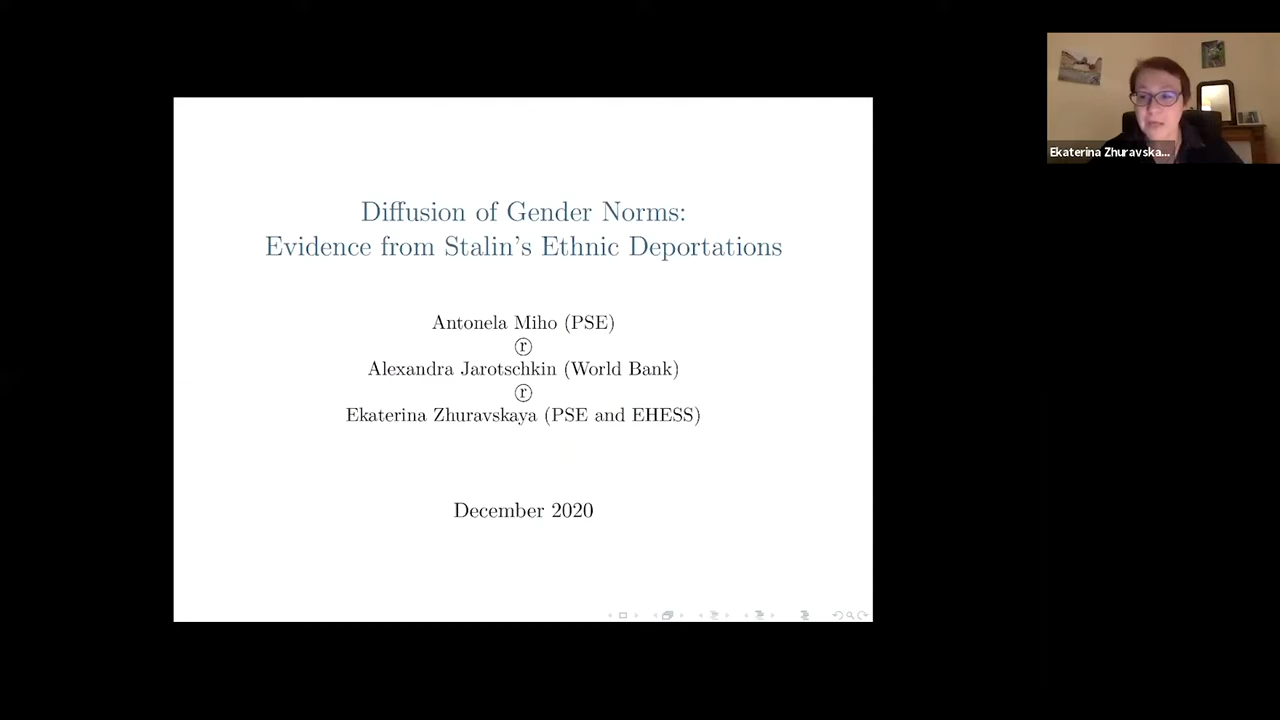 Diffusion of Gender Norms:
Evidence from Stalin's Ethnic Deportations
Antonela Miho (PSE)
ⓡ
Alexandra Jarotschkin (World Bank)
ⓡ
Ekaterina Zhuravskaya (PSE and EHESS)
December 2020
Ekaterina Zhuravska...